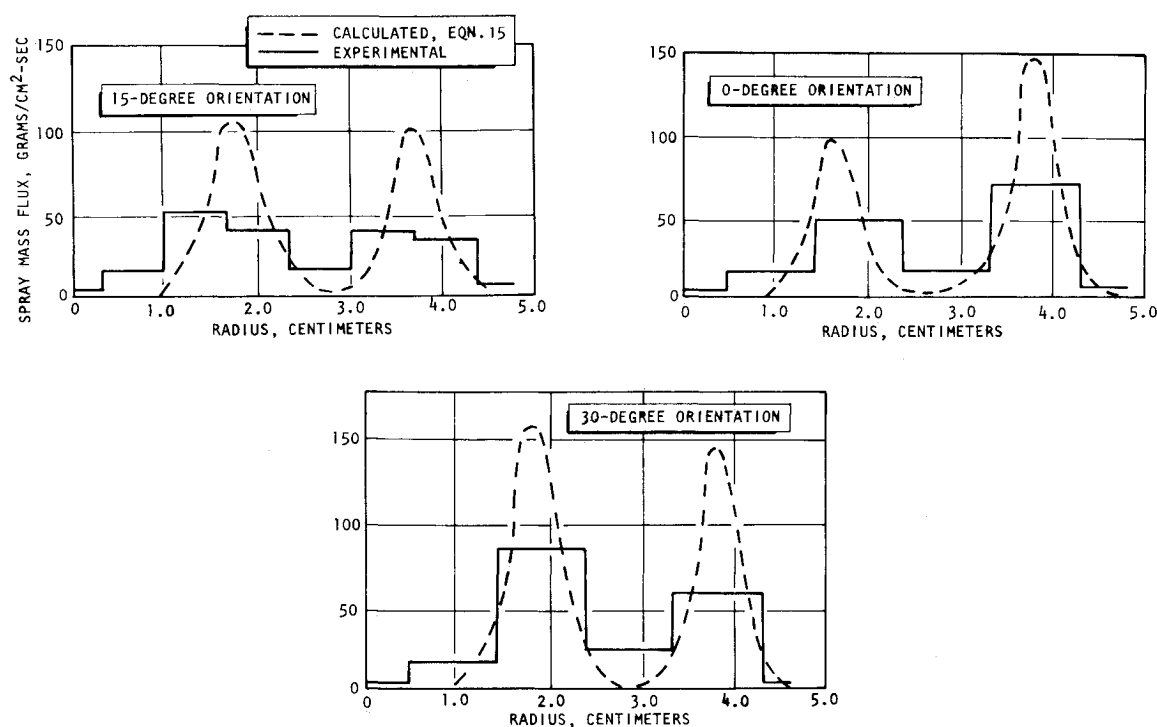 150
CALCULATED, EQN.15
EXPERIMENTAL
15-DEGREE ORIENTATION
100
50
0
SPRAY MASS FLUX, GRAMS/CM²-SEC
0 1.0 2.0 3.0 4.0 5.0
RADIUS, CENTIMETERS
150
0-DEGREE ORIENTATION
100
50
0
0 1.0 2.0 3.0 4.0 5.0
RADIUS, CENTIMETERS
30-DEGREE ORIENTATION
150
100
50
0
0 1.0 2.0 3.0 4.0 5.0
RADIUS, CENTIMETERS